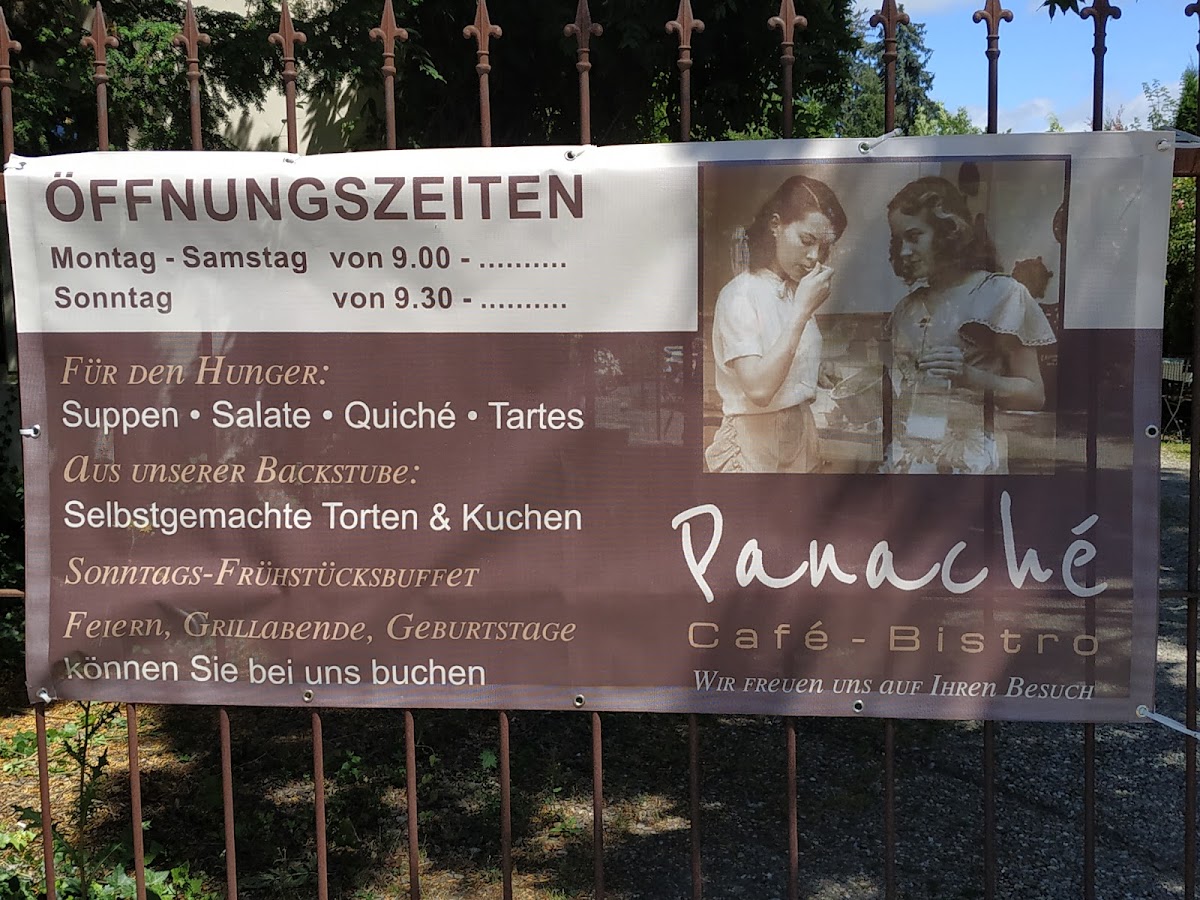 ÖFFNUNGSZEITEN
Montag - Samstag von 9.00 - ..........
Sonntag von 9.30 - ..........
FÜR DEN HUNGER:
Suppen • Salate • Quiché • Tartes
AUS UNSERER BACKSTUBE:
Selbstgemachte Torten & Kuchen
SONNTAGS-FRÜHSTÜCKSBUFFET
FEIERN, GRILLABENDE, GEBURTSTAGE
können Sie bei uns buchen
Panaché
Café - Bistro
WIR FREUEN UNS AUF IHREN BESUCH